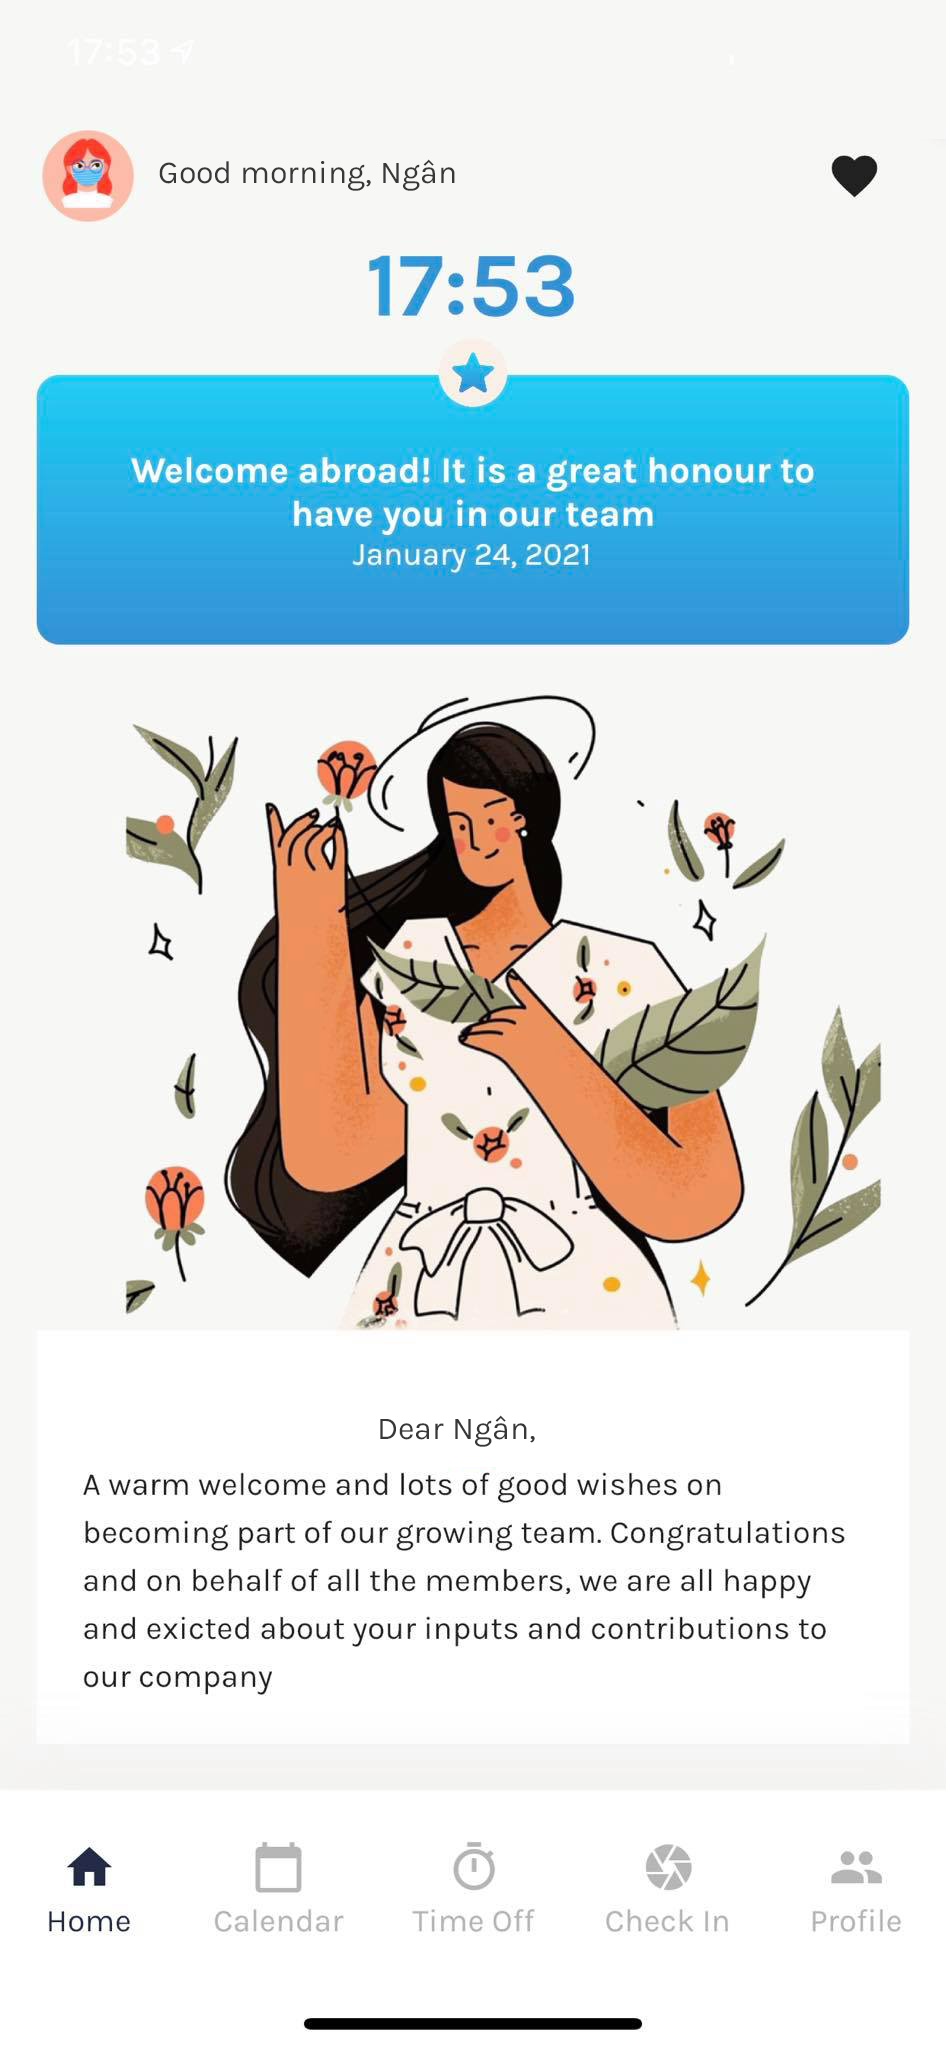 17:53
Good morning, Ngân
17:53
Welcome abroad! It is a great honour to
have you in our team
January 24, 2021
Dear Ngân,
A warm welcome and lots of good wishes on
becoming part of our growing team. Congratulations
and on behalf of all the members, we are all happy
and exicted about your inputs and contributions to
our company
Home
Calendar
Time Off
Check In
Profile